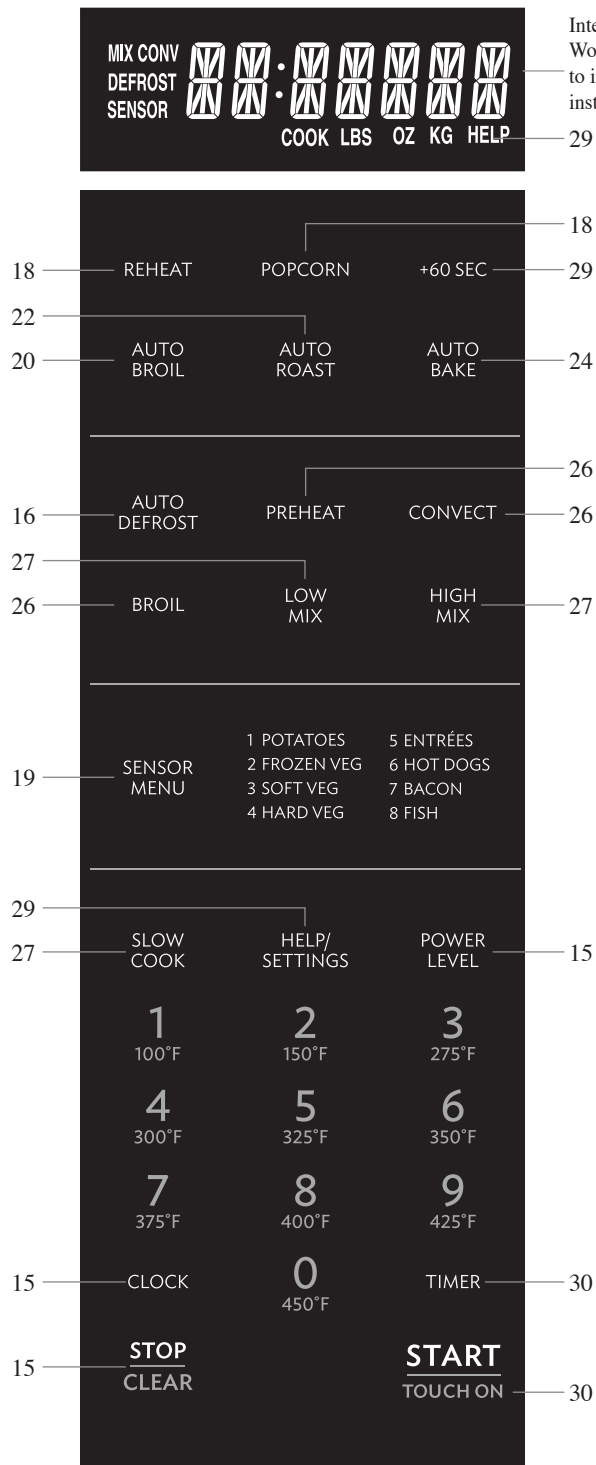 Inte
Wo
to i
inst
MIX CONV
DEFROST
SENSOR
COOK LBS OZ KG HELP
29
18
18 REHEAT POPCORN +60 SEC 29
22
20 AUTO BROIL AUTO ROAST AUTO BAKE 24
26
16 AUTO DEFROST PREHEAT CONVECT 26
27
26 BROIL LOW MIX HIGH MIX 27
1 POTATOES 5 ENTRÉES
2 FROZEN VEG 6 HOT DOGS
19 SENSOR MENU
3 SOFT VEG 7 BACON
4 HARD VEG 8 FISH
29
27 SLOW COOK HELP/ SETTINGS POWER LEVEL 15
1 2 3
100°F 150°F 275°F
4 5 6
300°F 325°F 350°F
7 8 9
375°F 400°F 425°F
15 CLOCK 0 TIMER 30
450°F
15 STOP START
CLEAR TOUCH ON 30